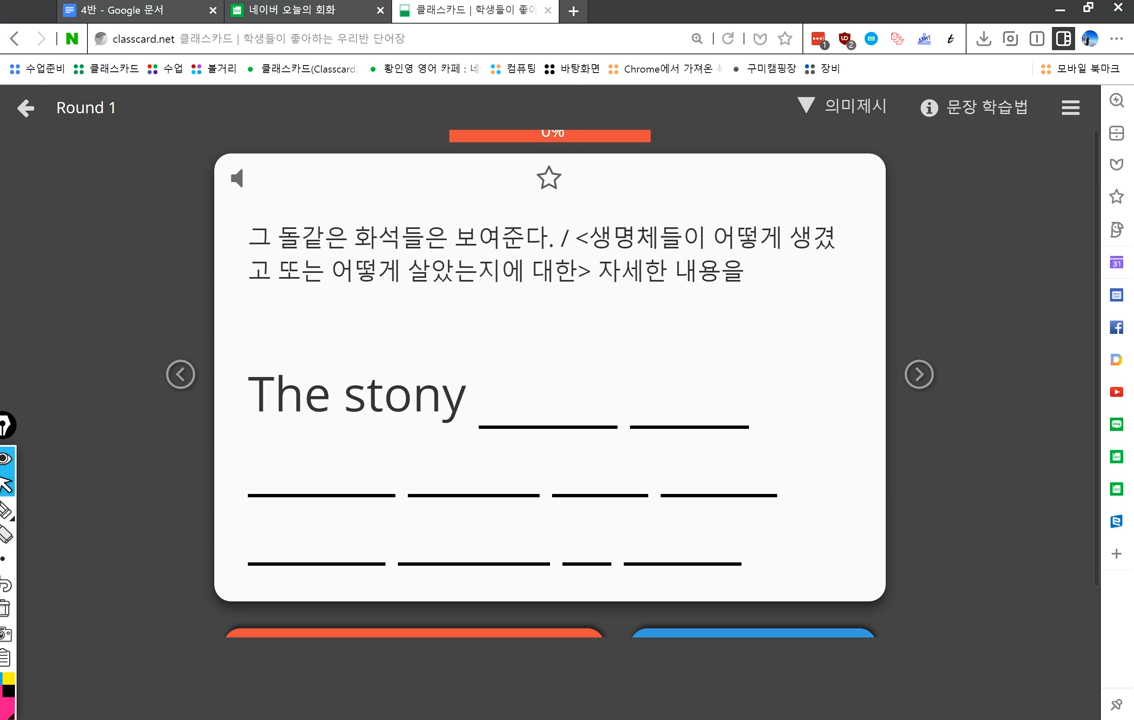 4반 - Google 문서
네이버 오늘의 회화
클래스카드 | 학생들이 좋아
classcard.net 클래스카드 | 학생들이 좋아하는 우리반 단어장
수업준비 클래스카드 수업 볼거리 클래스카드(Classcard 황인영 영어 카페 : 네 컴퓨팅 바탕화면 Chrome에서 가져온 구미캠핑장 장비 모바일 북마크
Round 1
의미제시
문장 학습법
0%
그 돌같은 화석들은 보여준다. / <생명체들이 어떻게 생겼
고 또는 어떻게 살았는지에 대한> 자세한 내용을
The stony